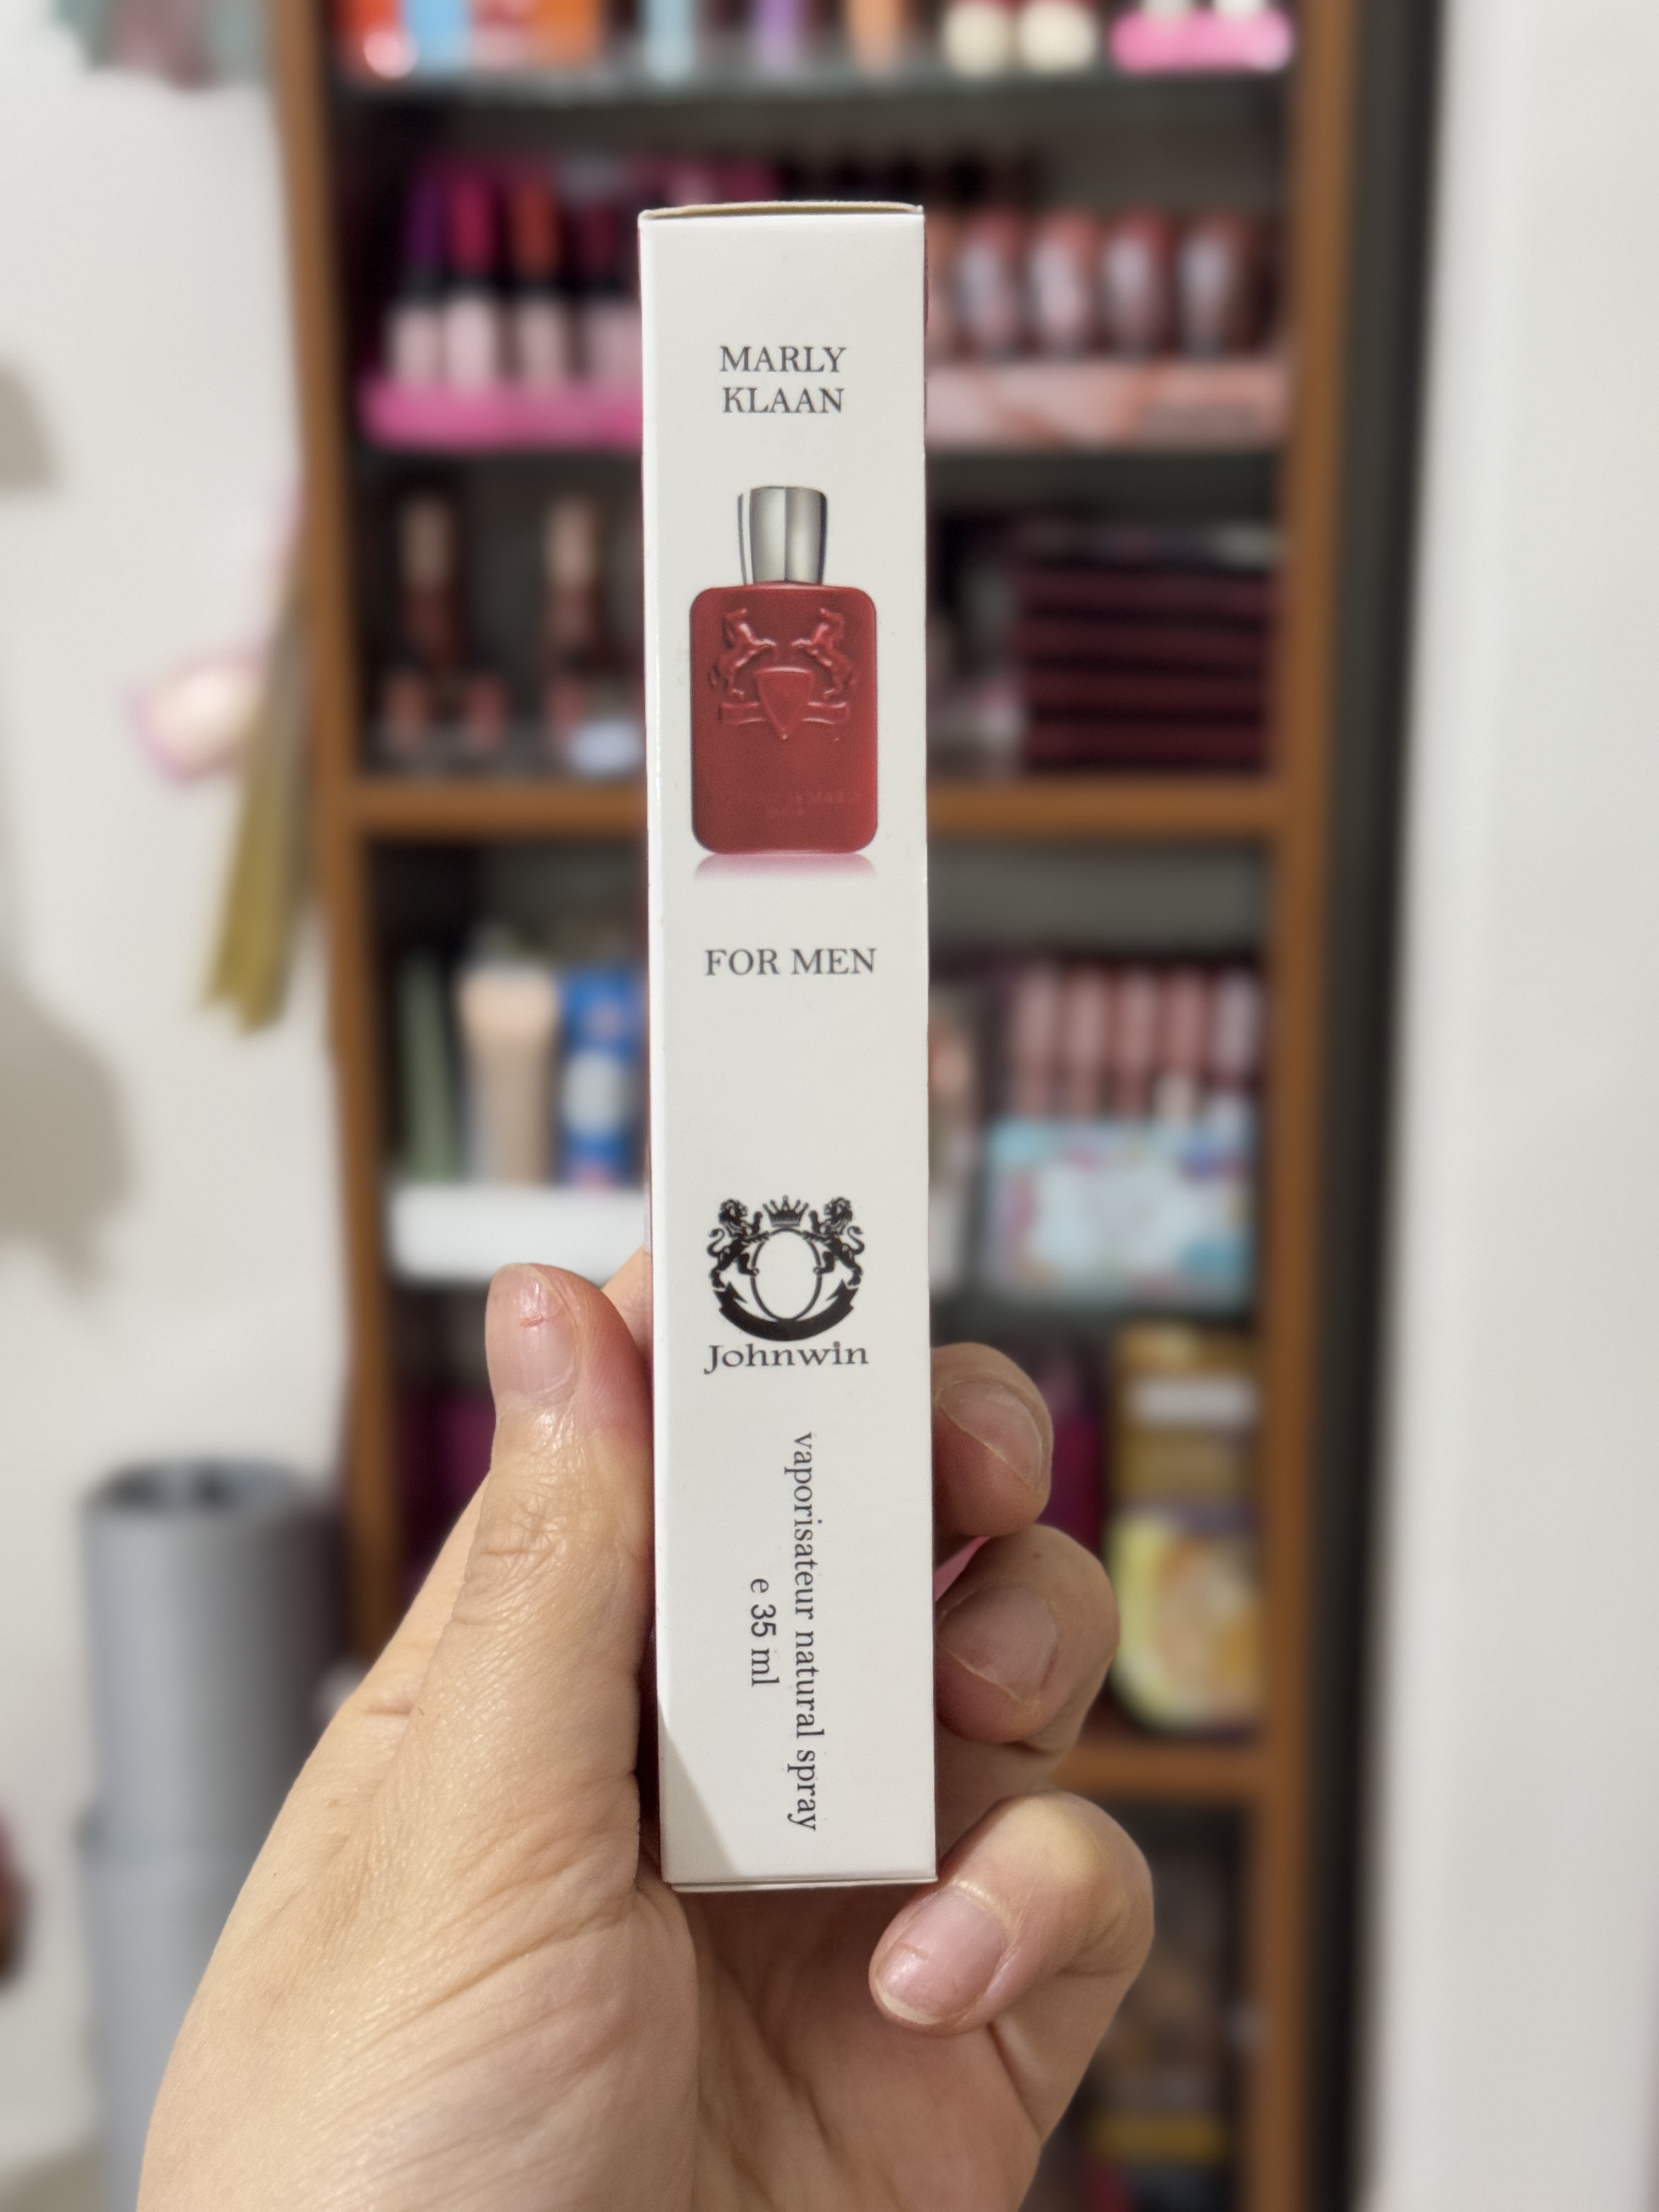 MARLY
KLAAN
FOR MEN
Johnwin
vaporisateur natural spray
e 35 ml